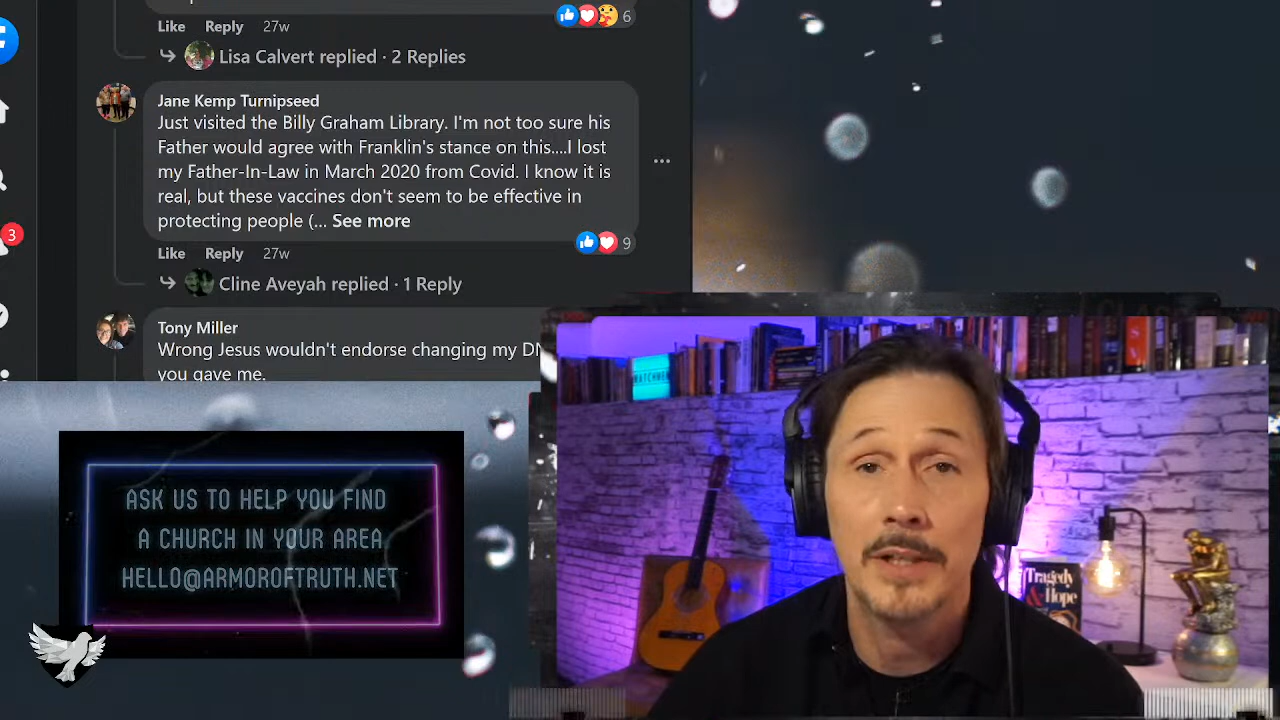 Like Reply 27w
6
Lisa Calvert replied · 2 Replies
Jane Kemp Turnipseed
Just visited the Billy Graham Library. I'm not too sure his
Father would agree with Franklin's stance on this....I lost
my Father-In-Law in March 2020 from Covid. I know it is
real, but these vaccines don't seem to be effective in
protecting people (... See more
9
Like Reply 27w
Cline Aveyah replied · 1 Reply
3
Tony Miller
Wrong Jesus wouldn't endorse changing my
you gave me.
ASK US TO HELP YOU FIND
A CHURCH IN YOUR AREA
HELLO@ARMOROFTRUTH.NET
Tragedy
& Hope